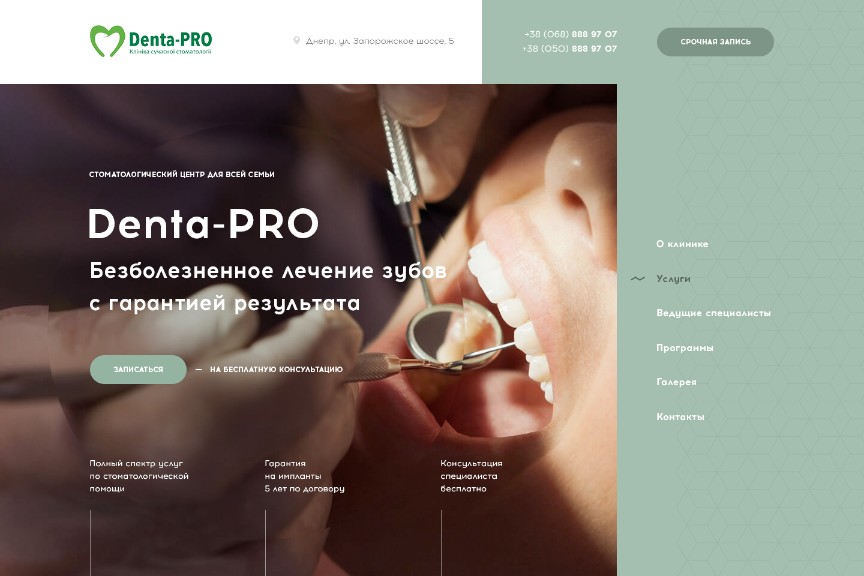 Denta-PRO
Клініка сучасної стоматології
Днепр, ул. Запорожское шоссе, 5
+38 (068) 888 97 07
+38 (050) 888 97 07
СРОЧНАЯ ЗАПИСЬ
СТОМАТОЛОГИЧЕСКИЙ ЦЕНТР ДЛЯ ВСЕЙ СЕМЬИ
Denta-PRO
Безболезненное лечение зубов
с гарантией результата
ЗАПИСАТЬСЯ — НА БЕСПЛАТНУЮ КОНСУЛЬТАЦИЮ
Полный спектр услуг
по стоматологической
помощи
Гарантия
на импланты
5 лет по договору
Консультация
специалиста
бесплатно
О клинике
Услуги
Ведущие специалисты
Программы
Галерея
Контакты